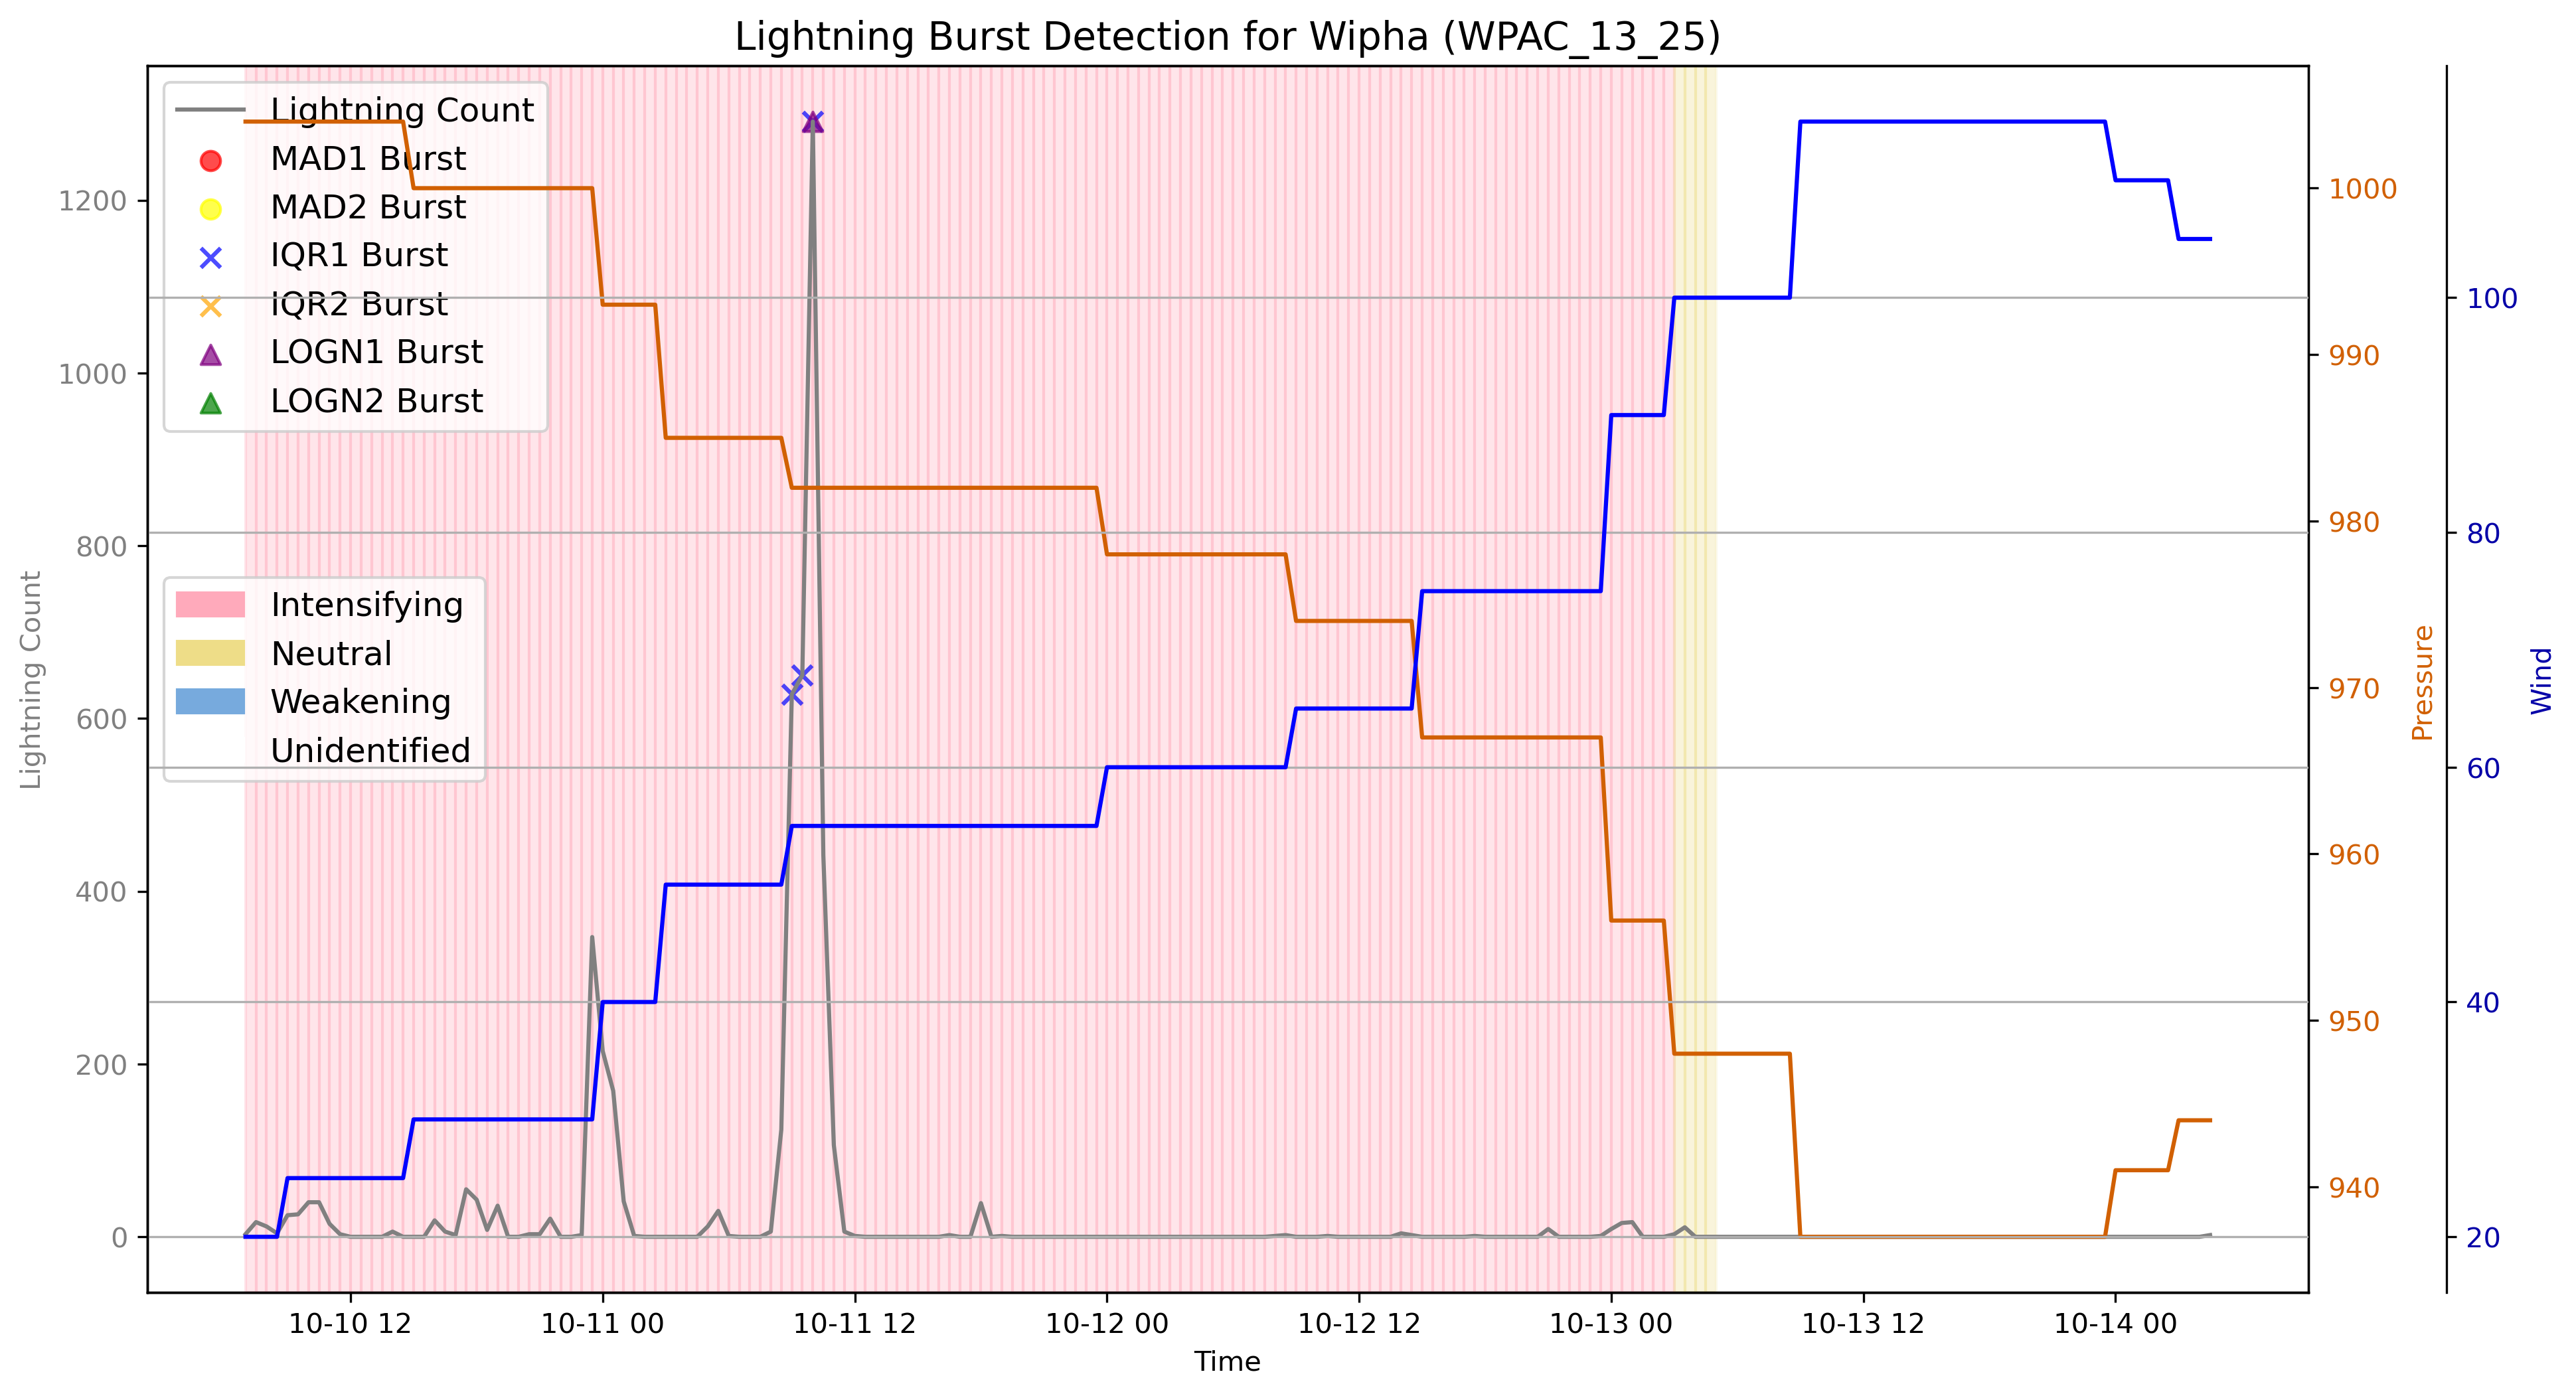 Lightning Burst Detection for Wipha (WPAC_13_25)
Lightning Count
MAD1 Burst
MAD2 Burst
IQR1 Burst
IQR2 Burst
LOGN1 Burst
LOGN2 Burst
Intensifying
Neutral
Weakening
Unidentified
Lightning Count
1200
1000
800
600
400
200
0
1000
990
980
970
960
950
940
Pressure
100
80
60
40
20
Wind
10-10 12
10-11 00
10-11 12
10-12 00
10-12 12
10-13 00
10-13 12
10-14 00
Time